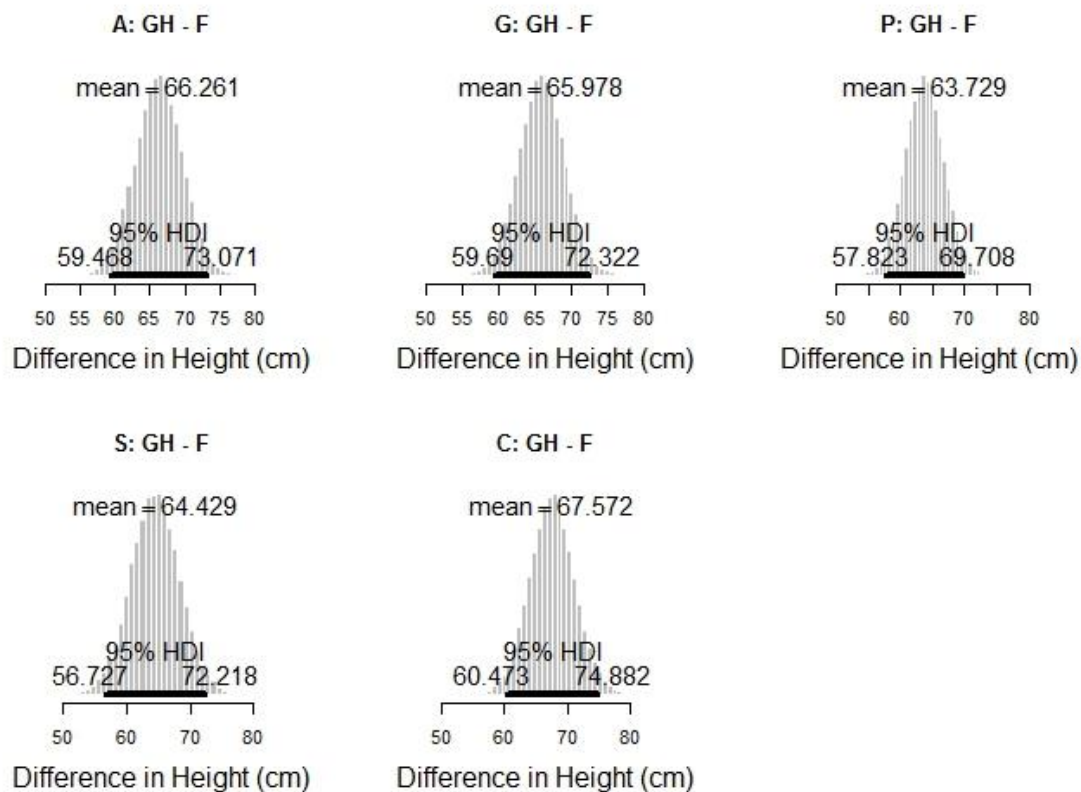 A: GH - F
mean = 66.261
95% HDI
59.468 73.071
50 55 60 65 70 75 80
Difference in Height (cm)
G: GH - F
mean = 65.978
95% HDI
59.69 72.322
50 55 60 65 70 75 80
Difference in Height (cm)
P: GH - F
mean = 63.729
95% HDI
57.823 69.708
50 60 70 80
Difference in Height (cm)
S: GH - F
mean = 64.429
95% HDI
56.727 72.218
50 60 70 80
Difference in Height (cm)
C: GH - F
mean = 67.572
95% HDI
60.473 74.882
50 60 70 80
Difference in Height (cm)